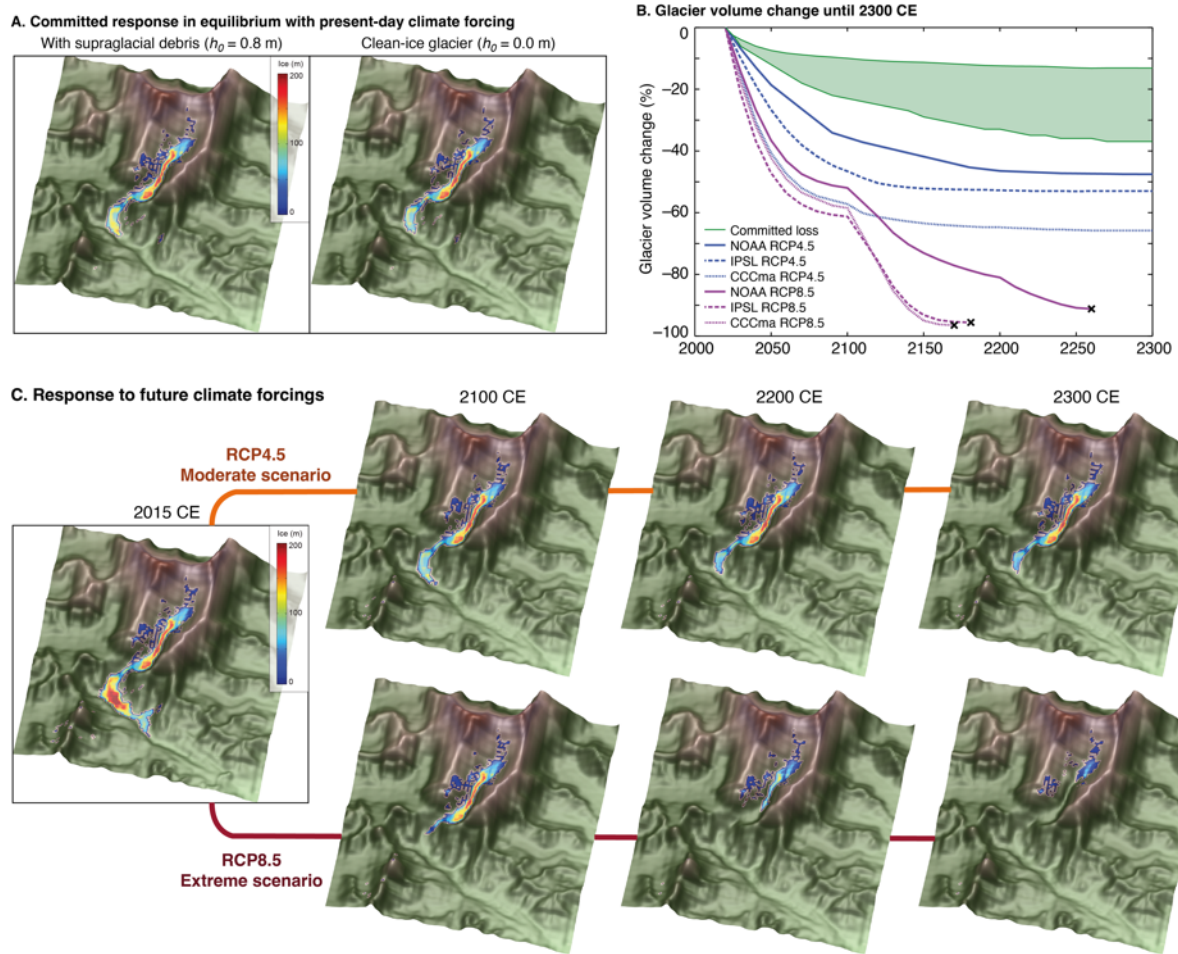 A. Committed response in equilibrium with present-day climate forcing
With supraglacial debris (h0 = 0.8 m)
Clean-ice glacier (h0 = 0.0 m)
Ice (m)
200
100
0
B. Glacier volume change until 2300 CE
Glacier volume change (%)
0
−20
−40
−60
−80
−100
Committed loss
NOAA RCP4.5
IPSL RCP4.5
CCCma RCP4.5
NOAA RCP8.5
IPSL RCP8.5
CCCma RCP8.5
2000
2050
2100
2150
2200
2250
2300
C. Response to future climate forcings
2100 CE
2200 CE
2300 CE
RCP4.5
Moderate scenario
2015 CE
Ice (m)
200
100
0
RCP8.5
Extreme scenario